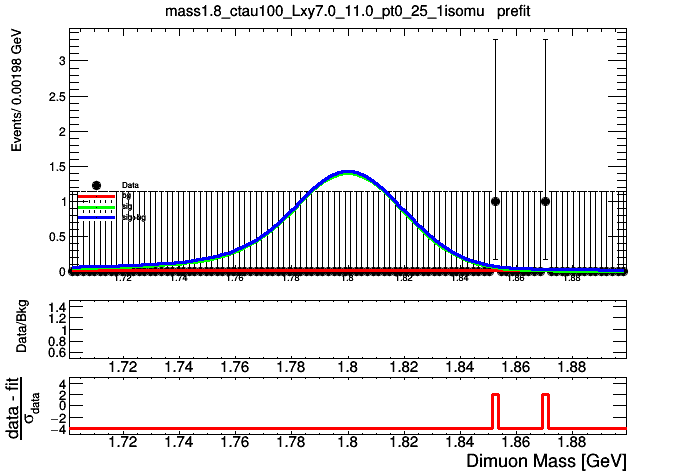 mass1.8_ctau100_Lxy7.0_11.0_pt0_25_1isomu prefit
Events/ 0.00198 GeV
3
2.5
2
1.5
1
0.5
0
Data
bg
sig
sig+bg
1.72 1.74 1.76 1.78 1.8 1.82 1.84 1.86 1.88
Data/Bkg
1.4
1.2
1
0.8
0.6
1.72 1.74 1.76 1.78 1.8 1.82 1.84 1.86 1.88
data - fit
σdata
4
2
0
−2
−4
1.72 1.74 1.76 1.78 1.8 1.82 1.84 1.86 1.88
Dimuon Mass [GeV]